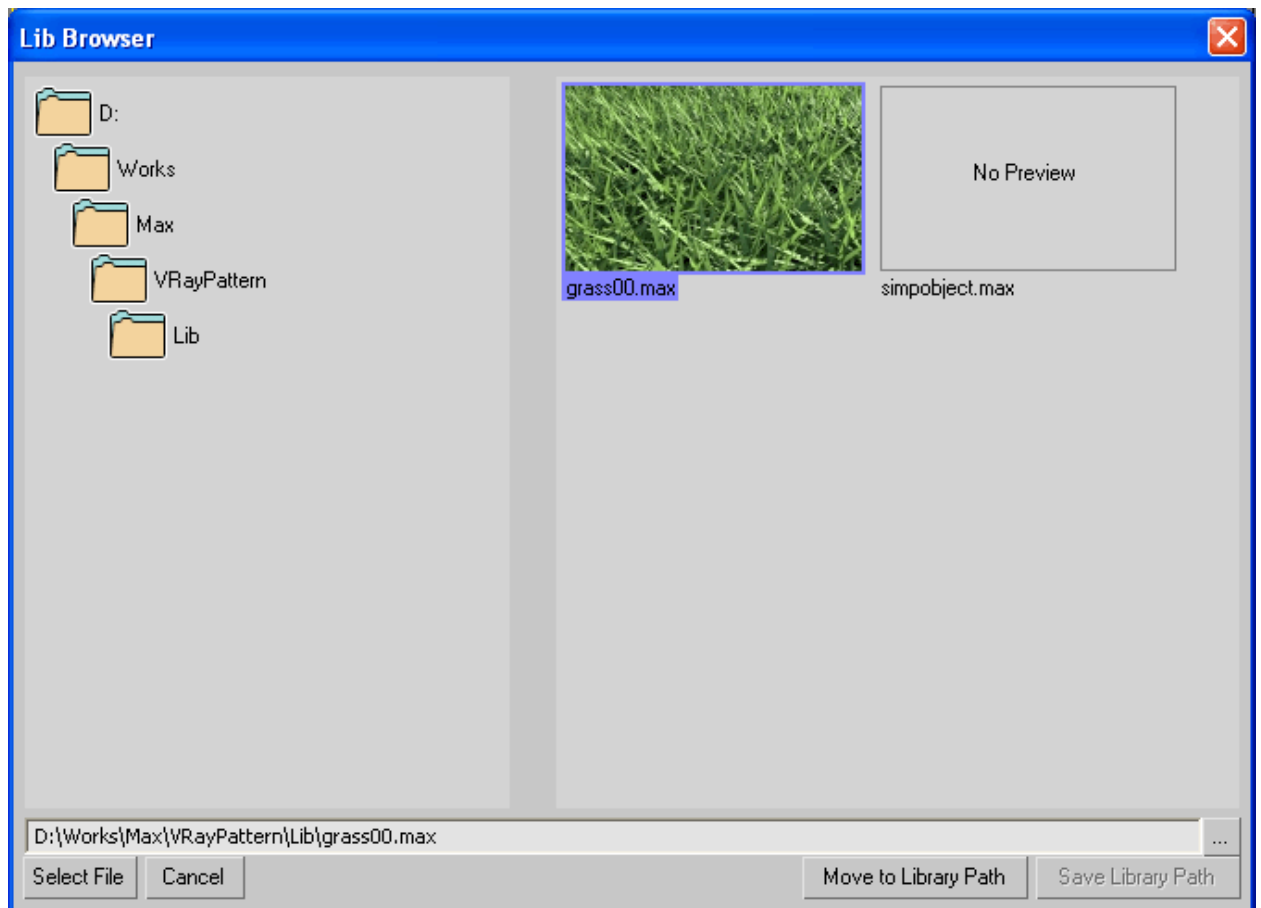 Lib Browser
D:
Works
Max
VRayPattern
Lib
No Preview
grass00.max
simpobject.max
D:\Works\Max\VRayPattern\Lib\grass00.max
...
Select File
Cancel
Move to Library Path
Save Library Path